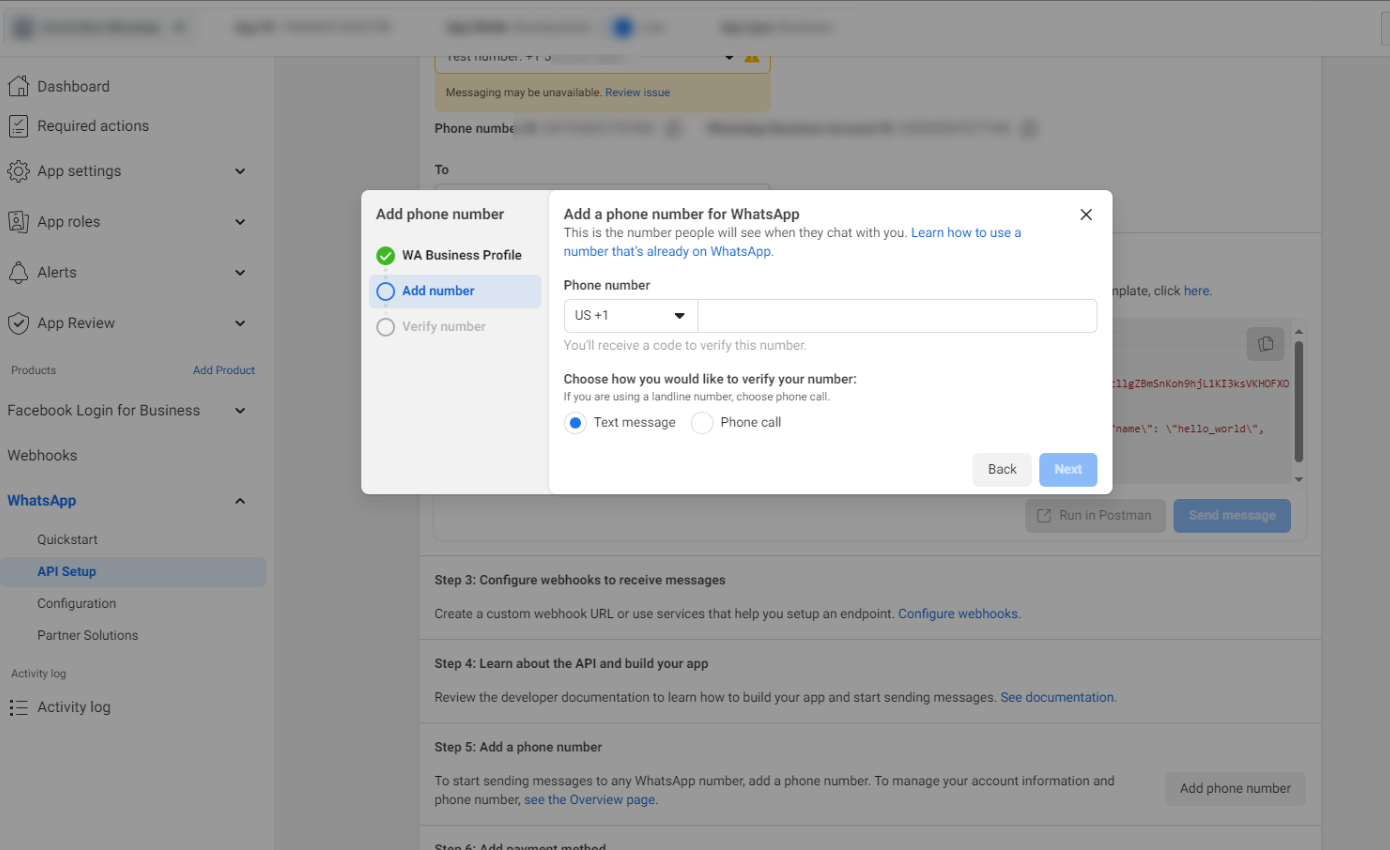 Test number: +1 5
Messaging may be unavailable. Review issue
Phone numbe
To
Dashboard
Required actions
App settings
App roles
Alerts
App Review
Products
Add Product
Facebook Login for Business
Webhooks
WhatsApp
Quickstart
API Setup
Configuration
Partner Solutions
Activity log
Activity log
Add phone number
WA Business Profile
Add number
Verify number
Add a phone number for WhatsApp
This is the number people will see when they chat with you. Learn how to use a
number that's already on WhatsApp.
Phone number
US +1
You'll receive a code to verify this number.
Choose how you would like to verify your number:
If you are using a landline number, choose phone call.
Text message
Phone call
Back
Next
mplate, click here.
cllgZBmSnKoh9hjL1KI3ksVKHOFXO
"name\": \"hello_world\",
Run in Postman
Send message
Step 3: Configure webhooks to receive messages
Create a custom webhook URL or use services that help you setup an endpoint. Configure webhooks.
Step 4: Learn about the API and build your app
Review the developer documentation to learn how to build your app and start sending messages. See documentation.
Step 5: Add a phone number
To start sending messages to any WhatsApp number, add a phone number. To manage your account information and
phone number, see the Overview page.
Add phone number
Step 6: Add payment method